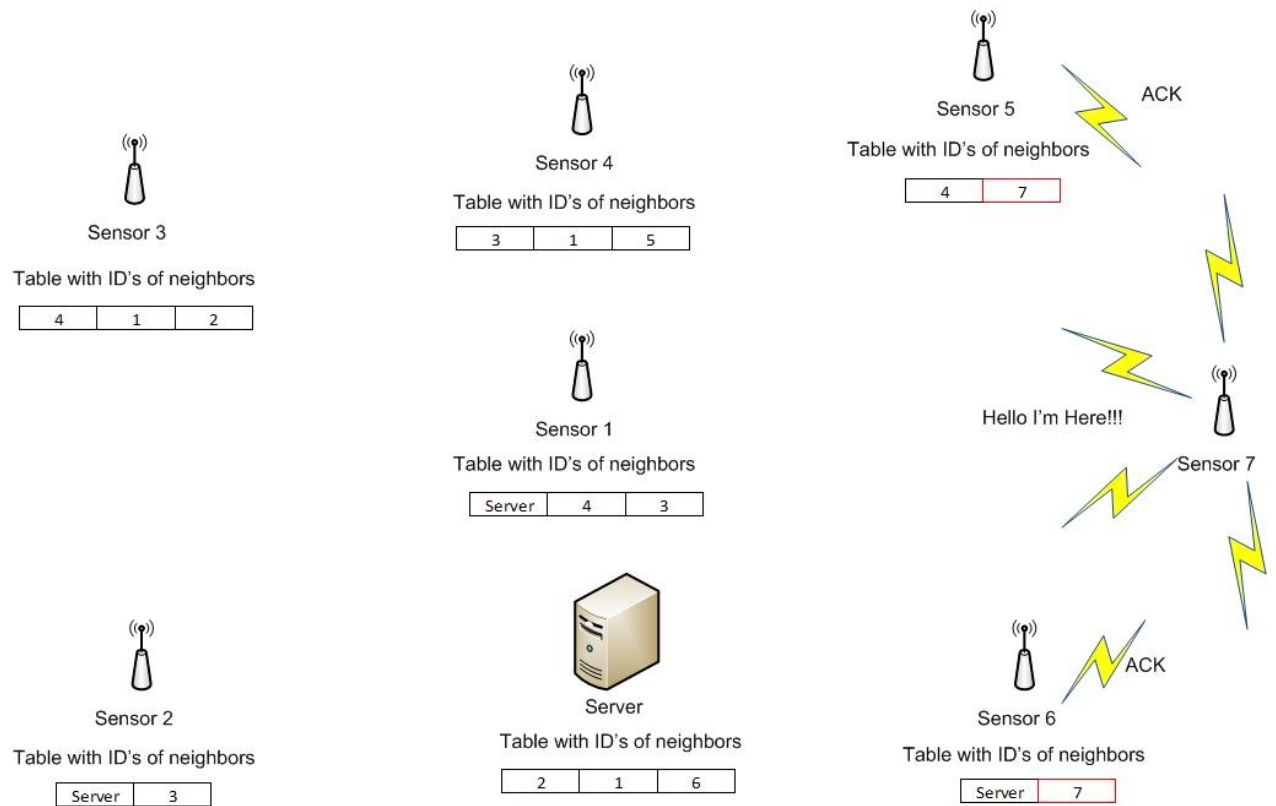 Sensor 5
ACK
Table with ID's of neighbors
4 7
Sensor 4
Table with ID's of neighbors
3 1 5
Sensor 3
Table with ID's of neighbors
4 1 2
Sensor 1
Table with ID's of neighbors
Server 4 3
Hello I'm Here!!!
Sensor 7
Sensor 2
Table with ID's of neighbors
Server 3
Server
Table with ID's of neighbors
2 1 6
ACK
Sensor 6
Table with ID's of neighbors
Server 7